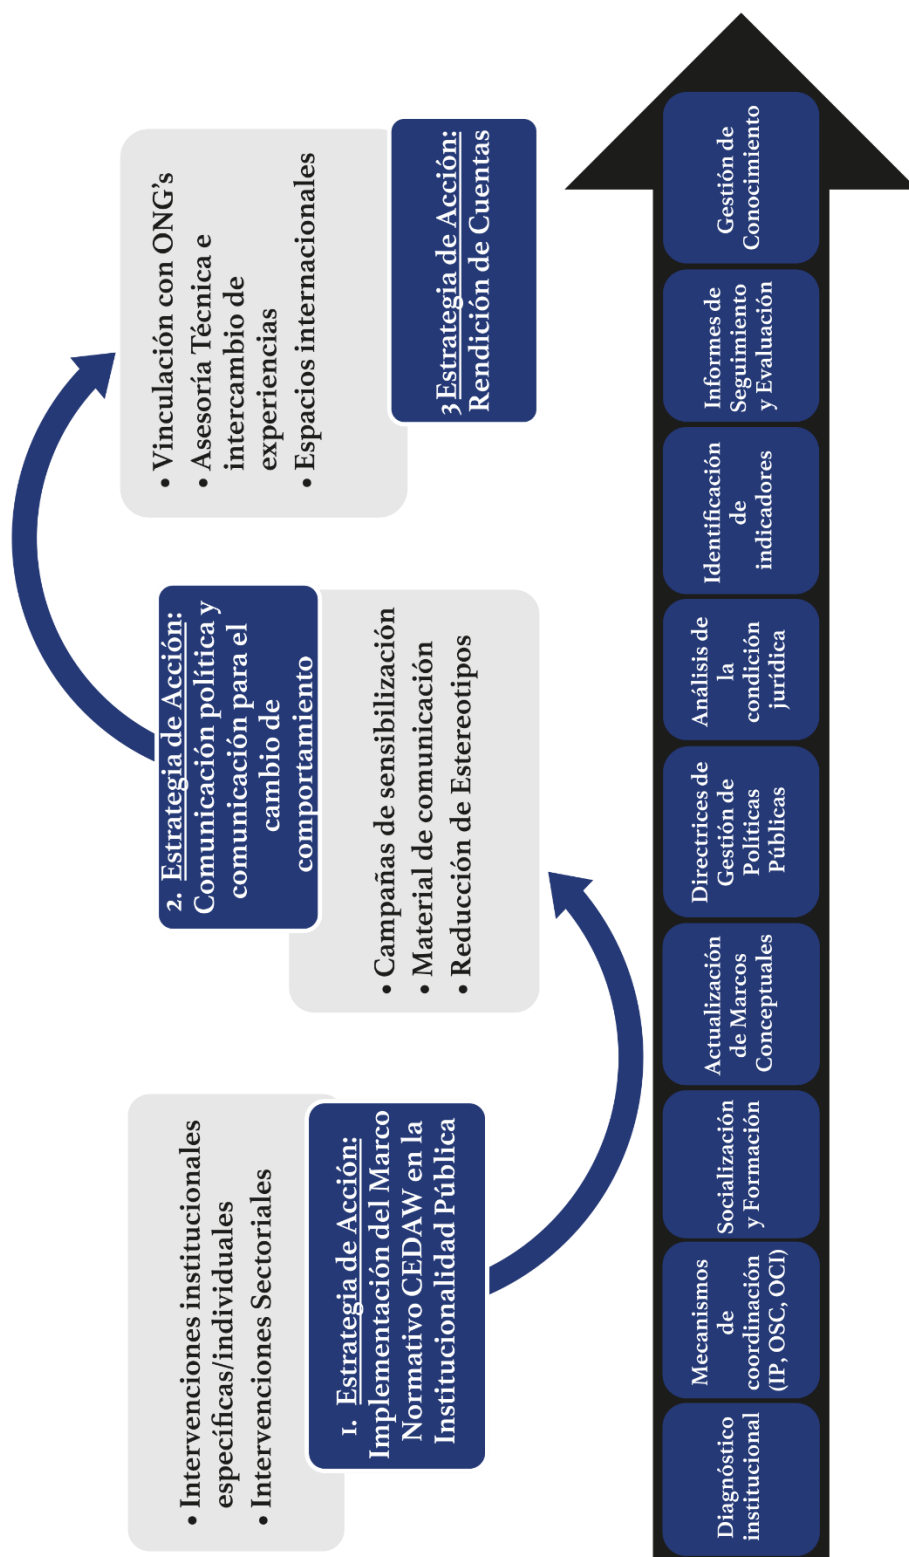 • Intervenciones institucionales
específicas/individuales
• Intervenciones Sectoriales
1. Estrategia de Acción:
Implementación del Marco
Normativo CEDAW en la
Institucionalidad Pública
2. Estrategia de Acción:
Comunicación política y
comunicación para el
cambio de
comportamiento
• Campañas de sensibilización
• Material de comunicación
• Reducción de Estereotipos
• Vinculación con ONG’s
• Asesoría Técnica e
intercambio de
experiencias
• Espacios internacionales
3 Estrategia de Acción:
Rendición de Cuentas
Diagnóstico
institucional
Mecanismos
de
coordinación
(IP, OSC, OCI)
Socialización
y Formación
Actualización
de Marcos
Conceptuales
Directrices de
Gestión de
Políticas
Públicas
Análisis de
la
condición
jurídica
Identificación
de
indicadores
Informes de
Seguimiento
y Evaluación
Gestión de
Conocimiento